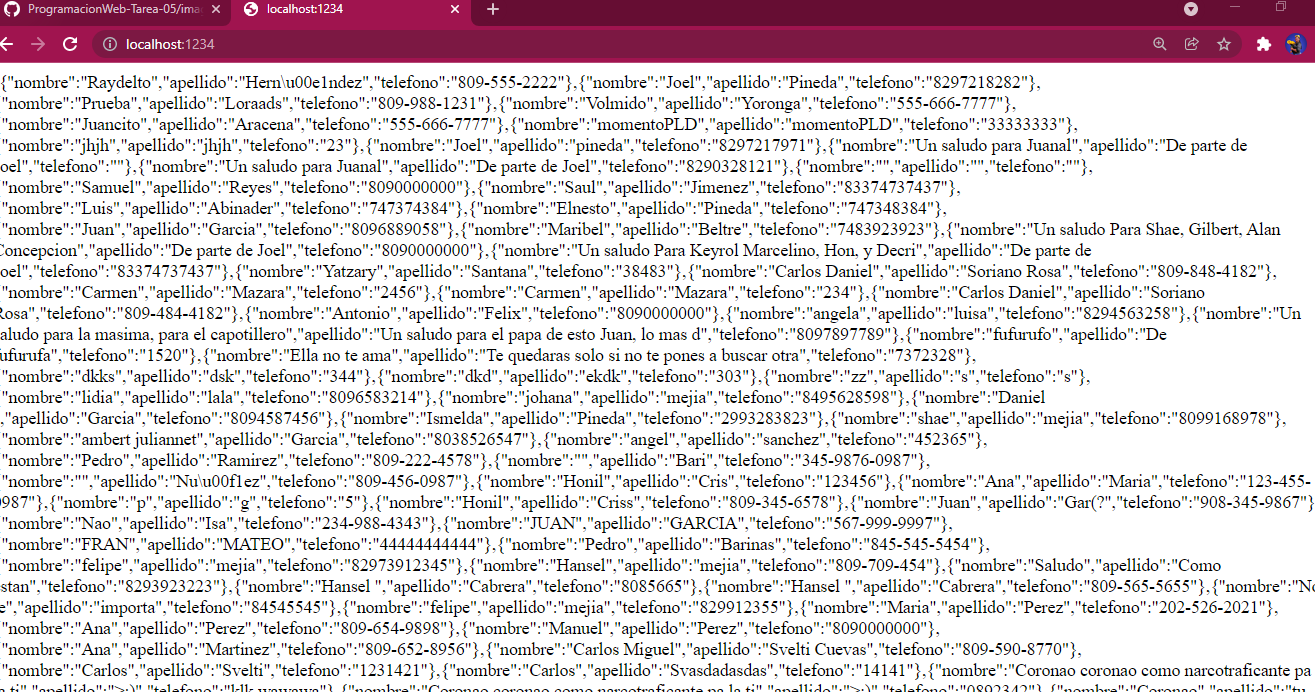 ProgramacionWeb-Tarea-05/ima
localhost:1234
localhost:1234
{"nombre":"Raydelto","apellido":"Hern\u00e1ndez","telefono":"809-555-2222"},{"nombre":"Joel","apellido":"Pineda","telefono":"8297218282"},
"nombre":"Prueba","apellido":"Loraads","telefono":"809-988-1231"},{"nombre":"Volmido","apellido":"Yoronga","telefono":"555-666-7777"},
"nombre":"Juancito","apellido":"Aracena","telefono":"555-666-7777"},{"nombre":"momentoPLD","apellido":"momentoPLD","telefono":"33333333"},
"nombre":"jhjh","apellido":"jhjh","telefono":"23"},{"nombre":"Joel","apellido":"pineda","telefono":"8297217971"},{"nombre":"Un saludo para Juanal","apellido":"De parte de
oel","telefono":""},{"nombre":"Un saludo para Juanal","apellido":"De parte de Joel","telefono":"8290328121"},{"nombre":"","apellido":"","telefono":""},
"nombre":"Samuel","apellido":"Reyes","telefono":"8090000000"},{"nombre":"Saul","apellido":"Jimenez","telefono":"83374737437"},
"nombre":"Luis","apellido":"Abinader","telefono":"747374384"},{"nombre":"Elnesto","apellido":"Pineda","telefono":"747348384"},
"nombre":"Juan","apellido":"Garcia","telefono":"8096889058"},{"nombre":"Maribel","apellido":"Beltre","telefono":"7483923923"},{"nombre":"Un saludo Para Shae, Gilbert, Alan
Concepcion","apellido":"De parte de Joel","telefono":"8090000000"},{"nombre":"Un saludo Para Keyrol Marcelino, Hon, y Decri","apellido":"De parte de
oel","telefono":"83374737437"},{"nombre":"Yatzary","apellido":"Santana","telefono":"38483"},{"nombre":"Carlos Daniel","apellido":"Soriano Rosa","telefono":"809-848-4182"},
"nombre":"Carmen","apellido":"Mazara","telefono":"2456"},{"nombre":"Carmen","apellido":"Mazara","telefono":"234"},{"nombre":"Carlos Daniel","apellido":"Soriano
Rosa","telefono":"809-484-4182"},{"nombre":"Antonio","apellido":"Felix","telefono":"8090000000"},{"nombre":"angela","apellido":"luisa","telefono":"8294563258"},{"nombre":"Un
saludo para la masima, para el capotillero","apellido":"Un saludo para el papa de esto Juan, lo mas d","telefono":"8097897789"},{"nombre":"fufurufo","apellido":"De
ufurufa","telefono":"1520"},{"nombre":"Ella no te ama","apellido":"Te quedaras solo si no te pones a buscar otra","telefono":"7372328"},
"nombre":"dkks","apellido":"dsk","telefono":"344"},{"nombre":"dkd","apellido":"ekdk","telefono":"303"},{"nombre":"zz","apellido":"s","telefono":"s"},
"nombre":"lidia","apellido":"lala","telefono":"8096583214"},{"nombre":"johana","apellido":"mejia","telefono":"8495628598"},{"nombre":"Daniel
","apellido":"Garcia","telefono":"8094587456"},{"nombre":"Ismelda","apellido":"Pineda","telefono":"2993283823"},{"nombre":"shae","apellido":"mejia","telefono":"8099168978"},
"nombre":"ambert juliannet","apellido":"Garcia","telefono":"8038526547"},{"nombre":"angel","apellido":"sanchez","telefono":"452365"},
"nombre":"Pedro","apellido":"Ramirez","telefono":"809-222-4578"},{"nombre":"","apellido":"Bari","telefono":"345-9876-0987"},
"nombre":"","apellido":"Nu\u00f1ez","telefono":"809-456-0987"},{"nombre":"Honil","apellido":"Cris","telefono":"123456"},{"nombre":"Ana","apellido":"Maria","telefono":"123-455-
0987"},{"nombre":"p","apellido":"g","telefono":"5"},{"nombre":"Honil","apellido":"Criss","telefono":"809-345-6578"},{"nombre":"Juan","apellido":"Gar(?","telefono":"908-345-9867"}
"nombre":"Nao","apellido":"Isa","telefono":"234-988-4343"},{"nombre":"JUAN","apellido":"GARCIA","telefono":"567-999-9997"},
"nombre":"FRAN","apellido":"MATEO","telefono":"44444444444"},{"nombre":"Pedro","apellido":"Barinas","telefono":"845-545-5454"},
"nombre":"felipe","apellido":"mejia","telefono":"82973912345"},{"nombre":"Hansel","apellido":"mejia","telefono":"809-709-454"},{"nombre":"Saludo","apellido":"Como
estan","telefono":"8293923223"},{"nombre":"Hansel ","apellido":"Cabrera","telefono":"8085665"},{"nombre":"Hansel ","apellido":"Cabrera","telefono":"809-565-5655"},{"nombre":"No
e","apellido":"importa","telefono":"84545545"},{"nombre":"felipe","apellido":"mejia","telefono":"829912355"},{"nombre":"Maria","apellido":"Perez","telefono":"202-526-2021"},
"nombre":"Ana","apellido":"Perez","telefono":"809-654-9898"},{"nombre":"Manuel","apellido":"Perez","telefono":"8090000000"},
"nombre":"Ana","apellido":"Martinez","telefono":"809-652-8956"},{"nombre":"Carlos Miguel","apellido":"Svelti Cuevas","telefono":"809-590-8770"},
"nombre":"Carlos","apellido":"Svelti","telefono":"1231421"},{"nombre":"Carlos","apellido":"Svasdadasdas","telefono":"14141"},{"nombre":"Coronao coronao como narcotraficante pa
la ti","apellido":">:)","telefono":"klk wawawa"},{"nombre":"Coronao coronao como narcotraficante pa la ti","apellido":">:)","telefono":"0892342"},{"nombre":"Coronao","apellido":"tu